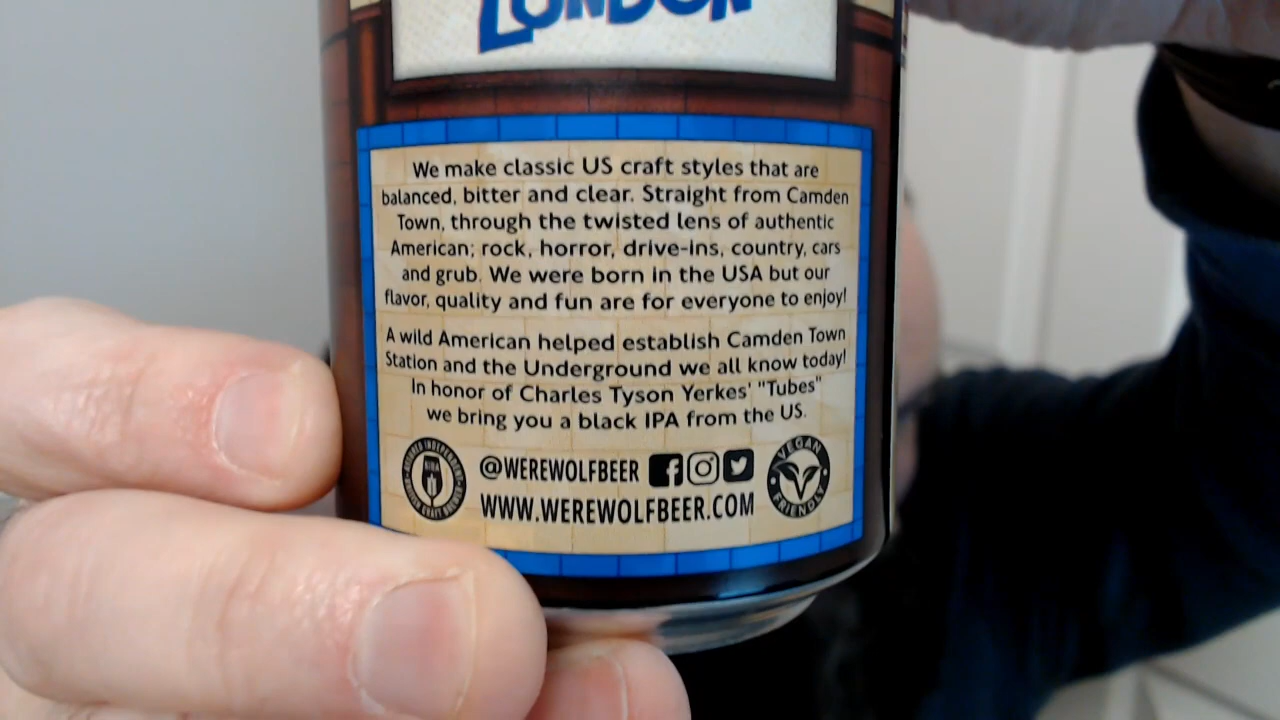 LONDON
We make classic US craft styles that are
balanced, bitter and clear. Straight from Camden
Town, through the twisted lens of authentic
American; rock, horror, drive-ins, country, cars
and grub. We were born in the USA but our
flavor, quality and fun are for everyone to enjoy!
A wild American helped establish Camden Town
Station and the Underground we all know today!
In honor of Charles Tyson Yerkes' "Tubes"
we bring you a black IPA from the US.
@WEREWOLFBEER
WWW.WEREWOLFBEER.COM
VEGAN
FRIENDLY